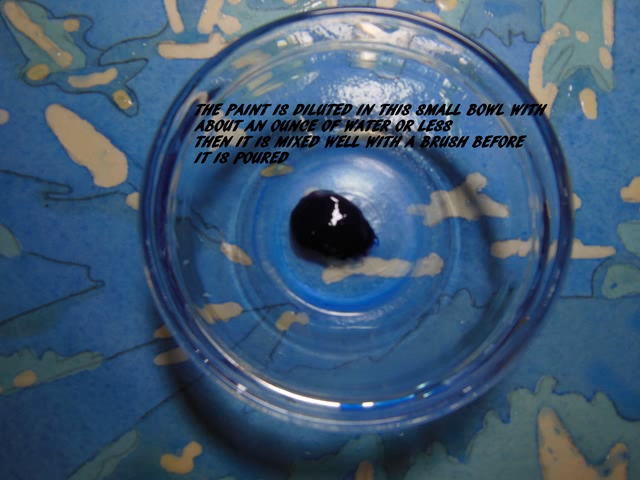 THE PAINT IS DILUTED IN THIS SMALL BOWL WITH
ABOUT AN OUNCE OF WATER OR LESS
THEN IT IS MIXED WELL WITH A BRUSH BEFORE
IT IS POURED